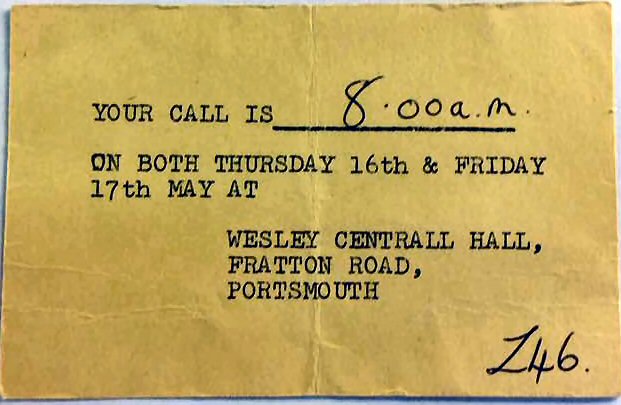 YOUR CALL IS 8.00a.m.
ON BOTH THURSDAY 16th & FRIDAY
17th MAY AT
WESLEY CENTRALL HALL,
FRATTON ROAD,
PORTSMOUTH
Z46.